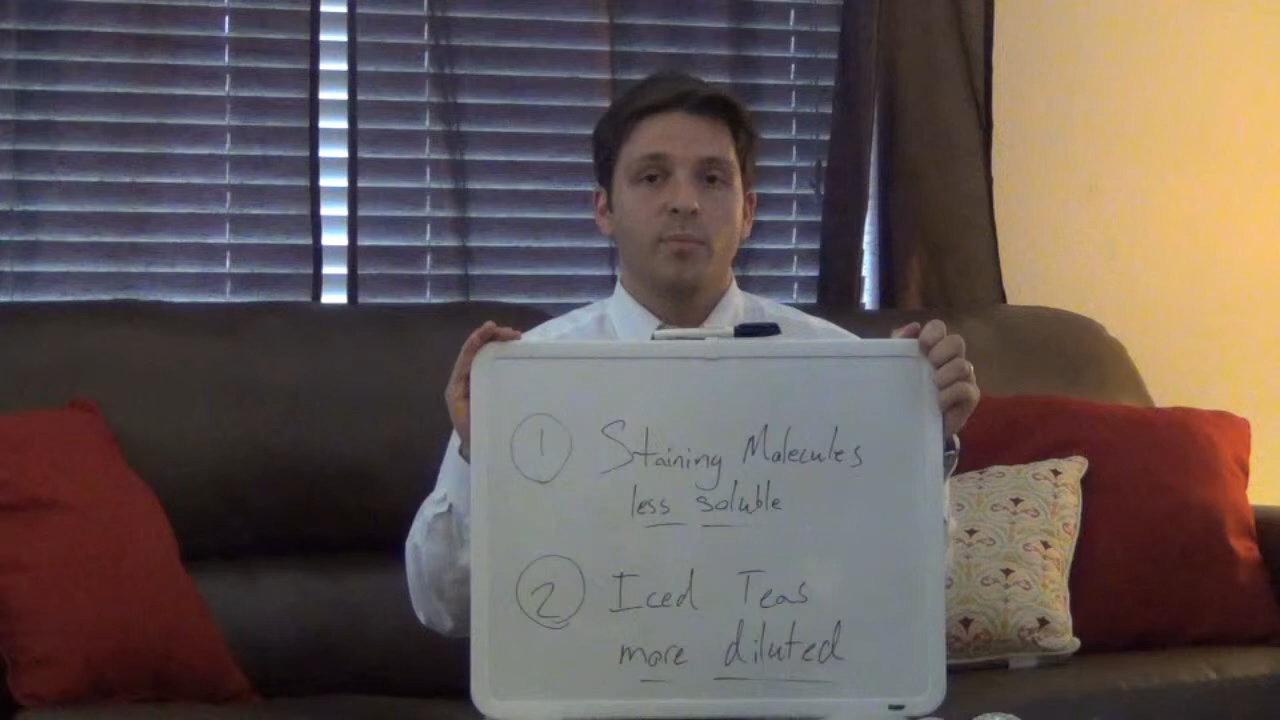 1 Staining Molecules
less soluble
2 Iced Teas
more diluted